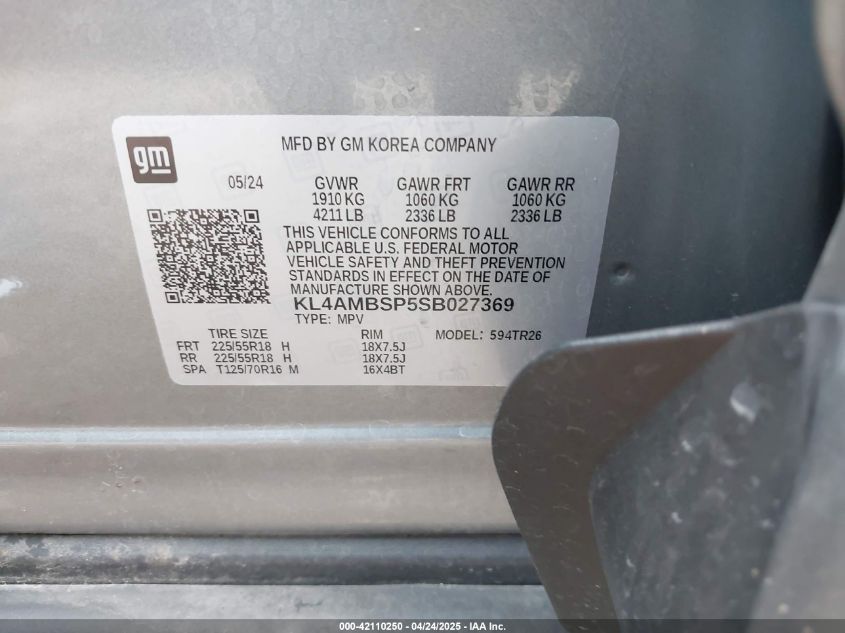 gm
MFD BY GM KOREA COMPANY
05/24 GVWR GAWR FRT GAWR RR
1910 KG 1060 KG 1060 KG
4211 LB 2336 LB 2336 LB
THIS VEHICLE CONFORMS TO ALL
APPLICABLE U.S. FEDERAL MOTOR
VEHICLE SAFETY AND THEFT PREVENTION
STANDARDS IN EFFECT ON THE DATE OF
MANUFACTURE SHOWN ABOVE.
KL4AMBSP5SB027369
TYPE: MPV
TIRE SIZE RIM MODEL: 594TR26
FRT 225/55R18 H 18X7.5J
RR 225/55R18 H 18X7.5J
SPA T125/70R16 M 16X4BT
000-42110250 - 04/24/2025 - IAA Inc.